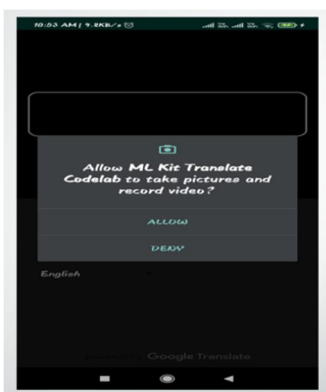 10:53 AM | 9.8KB/s
Allow ML Kit Translate
Codelab to take pictures and
record video?
ALLOW
DENY
English
Google Translate